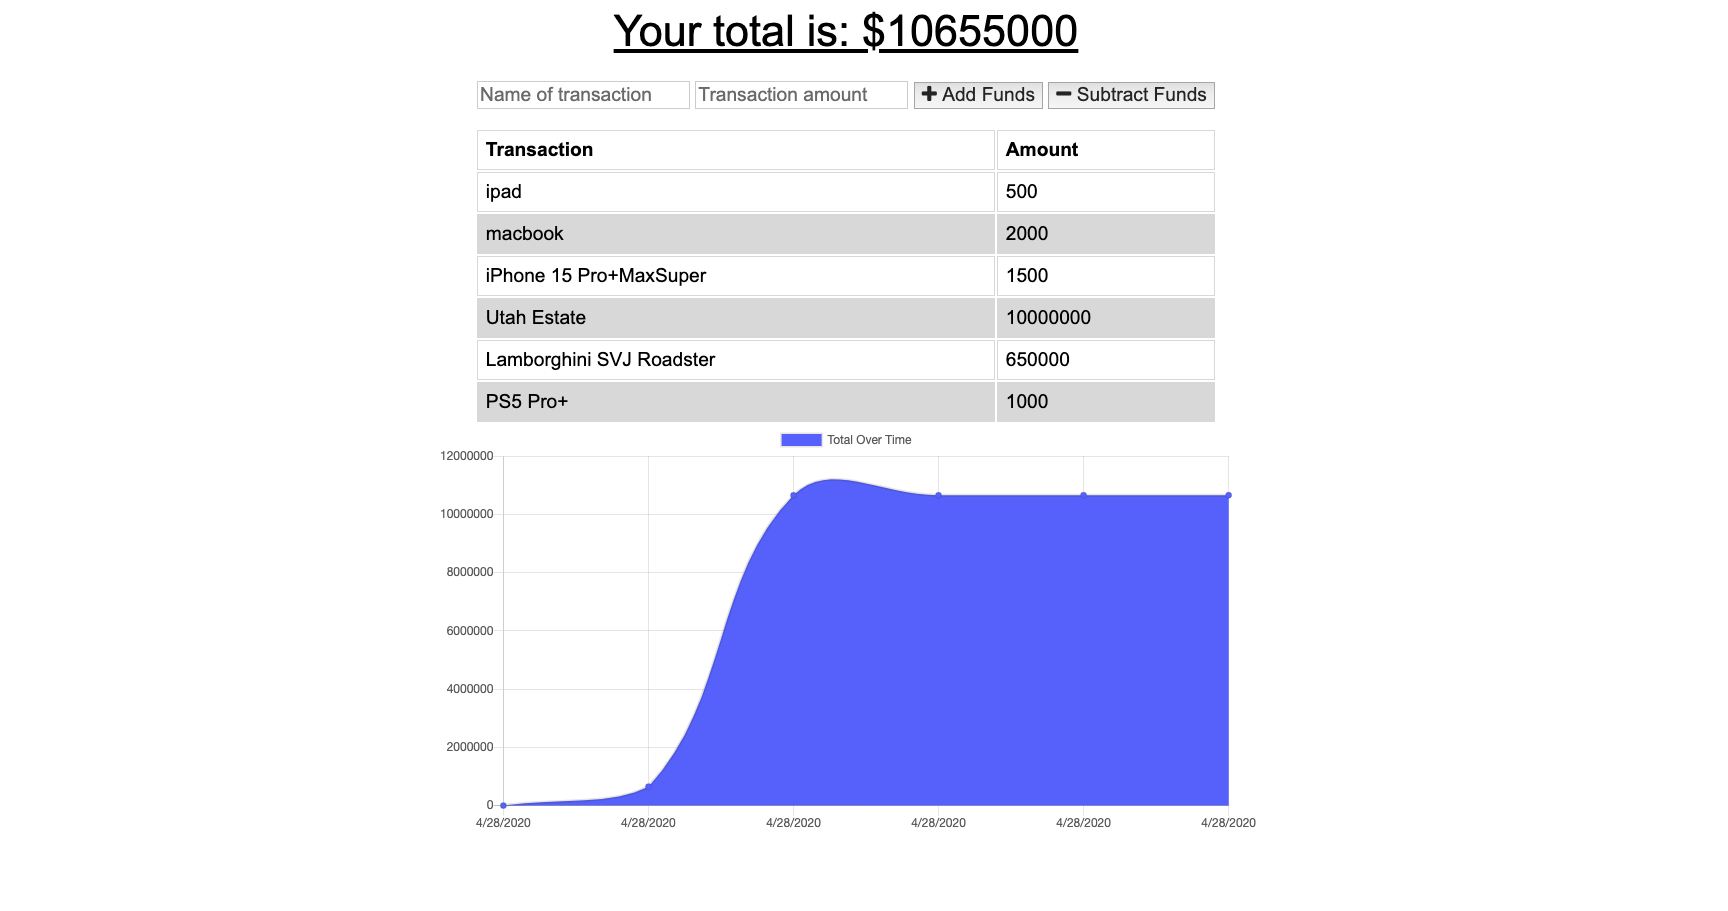 Your total is: $10655000
Name of transaction Transaction amount Add Funds Subtract Funds
Transaction Amount
ipad 500
macbook 2000
iPhone 15 Pro+MaxSuper 1500
Utah Estate 10000000
Lamborghini SVJ Roadster 650000
PS5 Pro+ 1000
Total Over Time
12000000
10000000
8000000
6000000
4000000
2000000
0
4/28/2020 4/28/2020 4/28/2020 4/28/2020 4/28/2020 4/28/2020